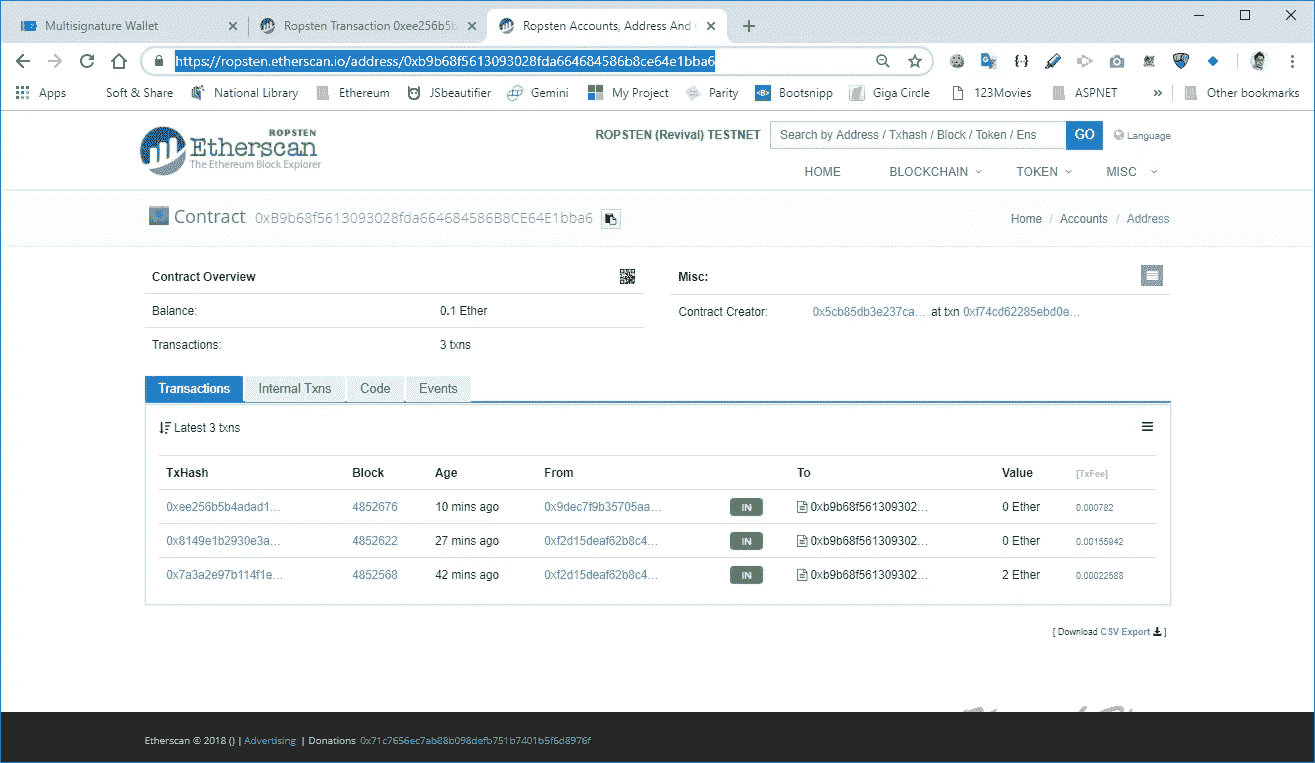 Multisignature Wallet
Ropsten Transaction 0xee256b5b
Ropsten Accounts, Address And
https://ropsten.etherscan.io/address/0xb9b68f5613093028fda664684586b8ce64e1bba6
Apps Soft & Share National Library Ethereum JSbeautifier Gemini My Project Parity Bootsnipp Giga Circle 123Movies ASPNET » Other bookmarks
ROPSTEN
Etherscan
The Ethereum Block Explorer
ROPSTEN (Revival) TESTNET Search by Address / Txhash / Block / Token / Ens GO Language
HOME BLOCKCHAIN TOKEN MISC
Contract 0xB9b68f5613093028fda664684586B8CE64E1bba6
Home / Accounts / Address
Contract Overview
Balance: 0.1 Ether
Transactions: 3 txns
Misc:
Contract Creator: 0x5cb85db3e237ca... at txn 0xf74cd62285ebd0e...
Transactions Internal Txns Code Events
Latest 3 txns
TxHash Block Age From To Value [TxFee]
0xee256b5b4adad1... 4852676 10 mins ago 0x9dec7f9b35705aa... IN 0xb9b68f561309302... 0 Ether 0.000782
0x8149e1b2930e3a... 4852622 27 mins ago 0xf2d15deaf62b8c4... IN 0xb9b68f561309302... 0 Ether 0.00155942
0x7a3a2e97b114f1e... 4852568 42 mins ago 0xf2d15deaf62b8c4... IN 0xb9b68f561309302... 2 Ether 0.00022588
[ Download CSV Export ]
Etherscan © 2018 () | Advertising | Donations 0x71c7656ec7ab88b098defb751b7401b5f6d8976f